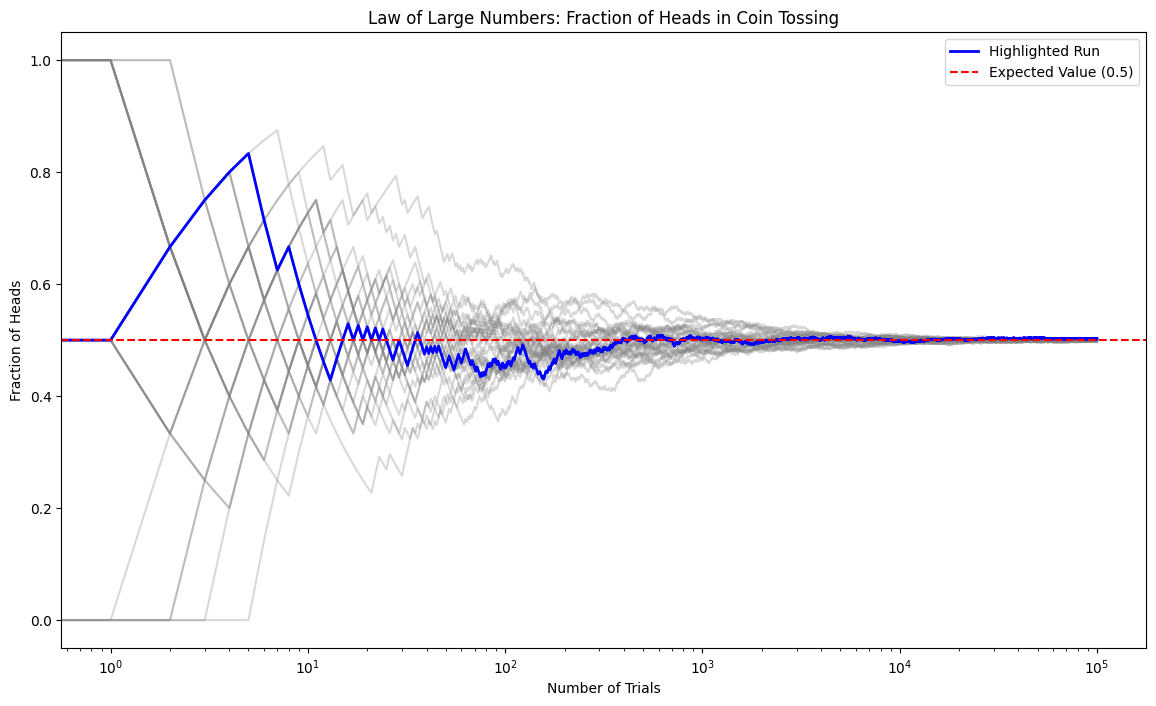 Law of Large Numbers: Fraction of Heads in Coin Tossing
Highlighted Run
Expected Value (0.5)
Fraction of Heads
1.0
0.8
0.6
0.4
0.2
0.0
10⁰ 10¹ 10² 10³ 10⁴ 10⁵
Number of Trials